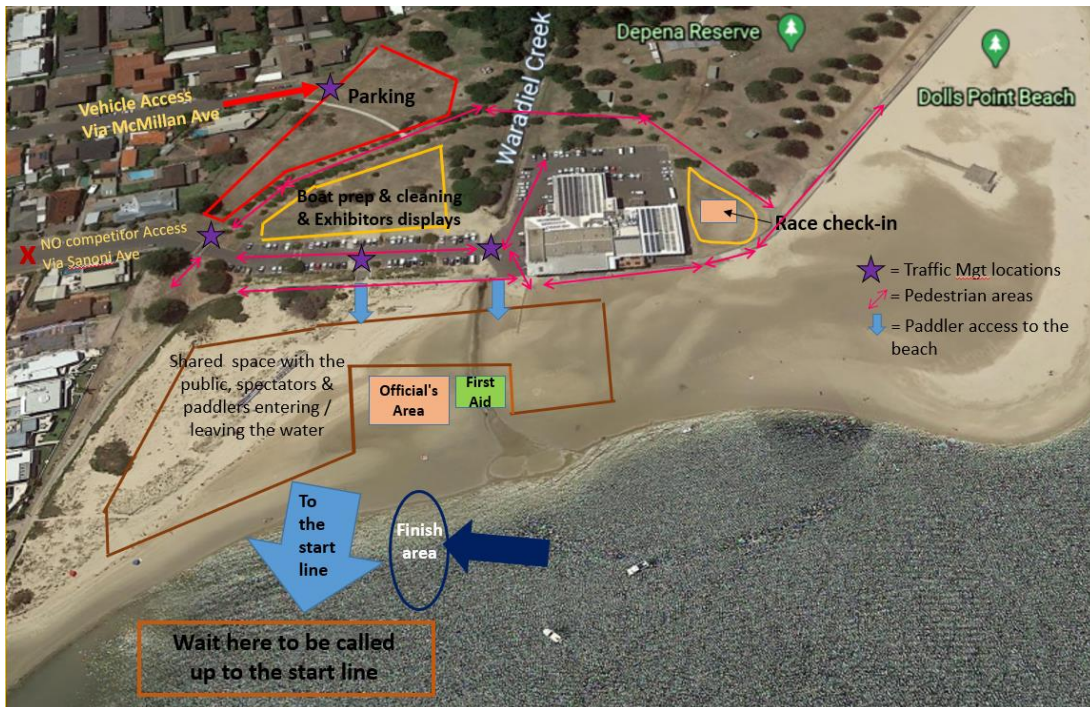 Depena Reserve
Dolls Point Beach
Waradiel Creek
Vehicle Access
Via McMillan Ave
Parking
Boat prep & cleaning
& Exhibitors displays
Race check-in
X NO competitor Access
Via Sanoni Ave
= Traffic Mgt locations
= Pedestrian areas
= Paddler access to the
beach
Shared space with the
public, spectators &
paddlers entering /
leaving the water
Official's
Area
First
Aid
To
the
start
line
Finish
area
Wait here to be called
up to the start line